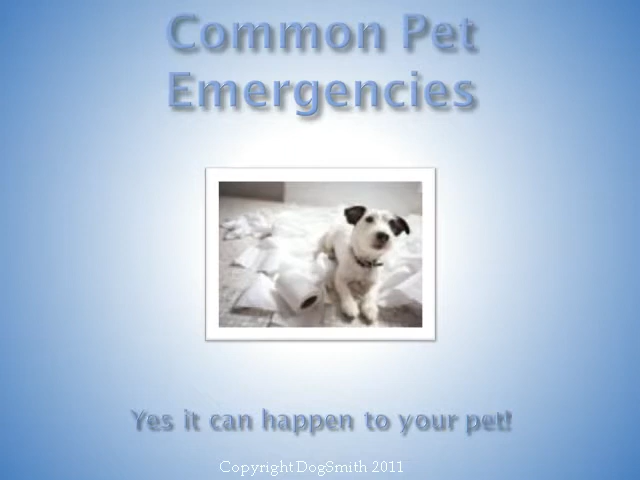 Common Pet
Emergencies
Yes it can happen to your pet!
Copyright DogSmith 2011